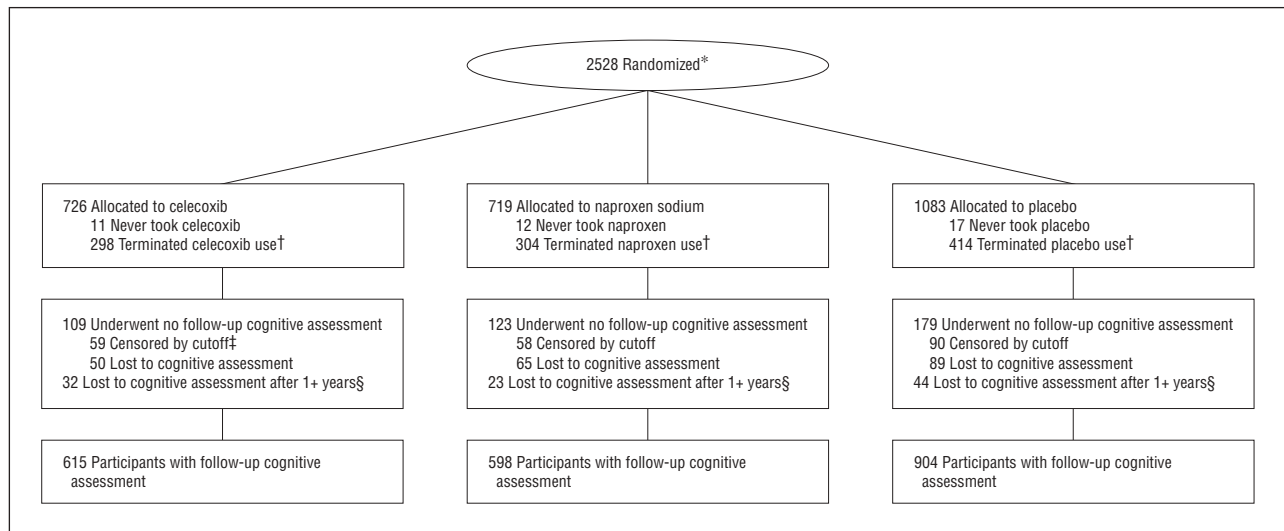 2528 Randomized*
726 Allocated to celecoxib
11 Never took celecoxib
298 Terminated celecoxib use†
719 Allocated to naproxen sodium
12 Never took naproxen
304 Terminated naproxen use†
1083 Allocated to placebo
17 Never took placebo
414 Terminated placebo use†
109 Underwent no follow-up cognitive assessment
59 Censored by cutoff‡
50 Lost to cognitive assessment
32 Lost to cognitive assessment after 1+ years§
123 Underwent no follow-up cognitive assessment
58 Censored by cutoff
65 Lost to cognitive assessment
23 Lost to cognitive assessment after 1+ years§
179 Underwent no follow-up cognitive assessment
90 Censored by cutoff
89 Lost to cognitive assessment
44 Lost to cognitive assessment after 1+ years§
615 Participants with follow-up cognitive
assessment
598 Participants with follow-up cognitive
assessment
904 Participants with follow-up cognitive
assessment